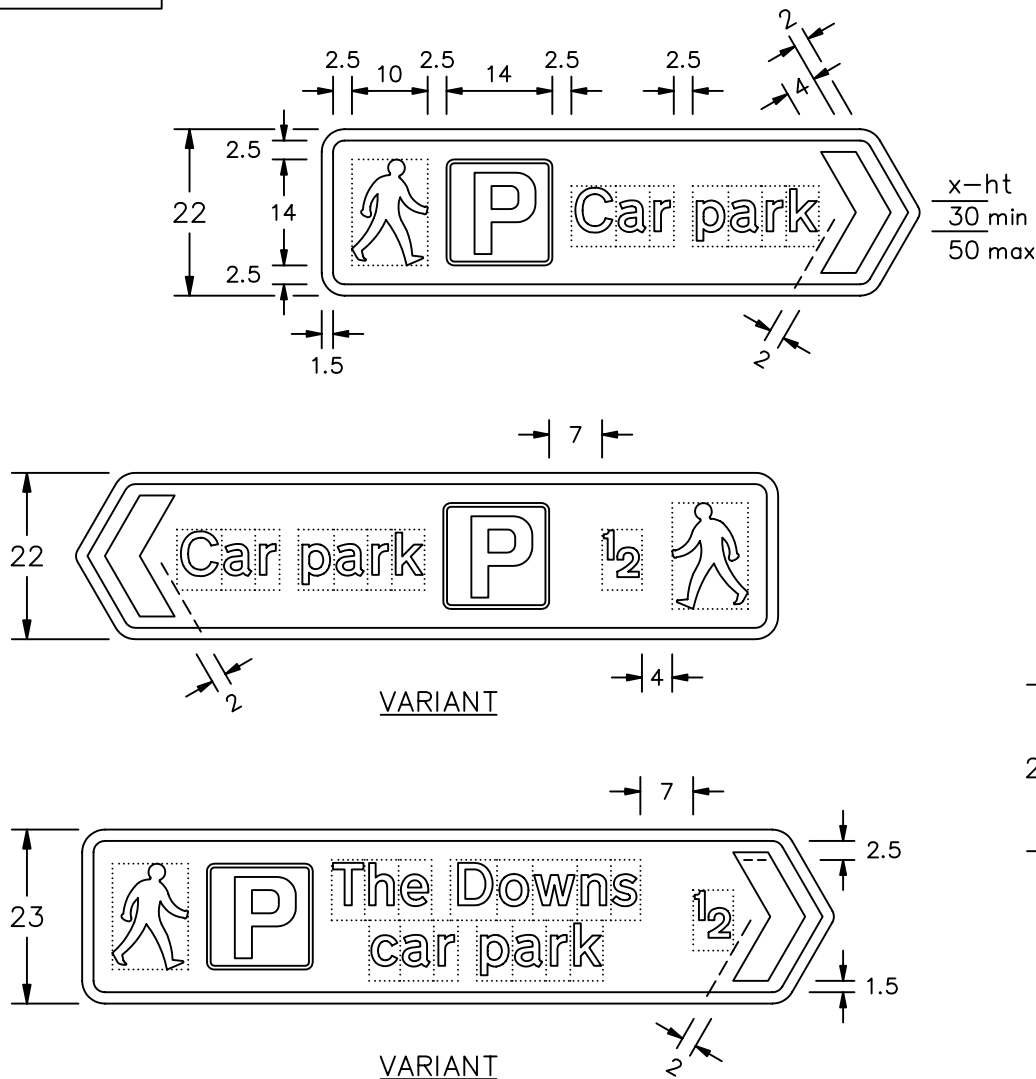 2.5 10 2.5 14 2.5 2.5 4 2
22 2.5 14 2.5
P Car park
x-ht
30 min
50 max
1.5 2
7
22
Car park P ½
2 4
VARIANT
7
23
P The Downs ½
car park
2.5
1.5
2
2
VARIANT